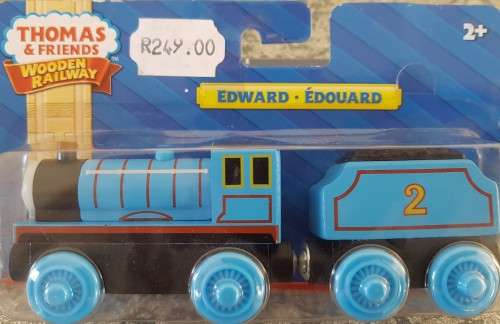 THOMAS
& FRIENDS
WOODEN
RAILWAY
R249.00
2+
EDWARD · ÉDOUARD
2